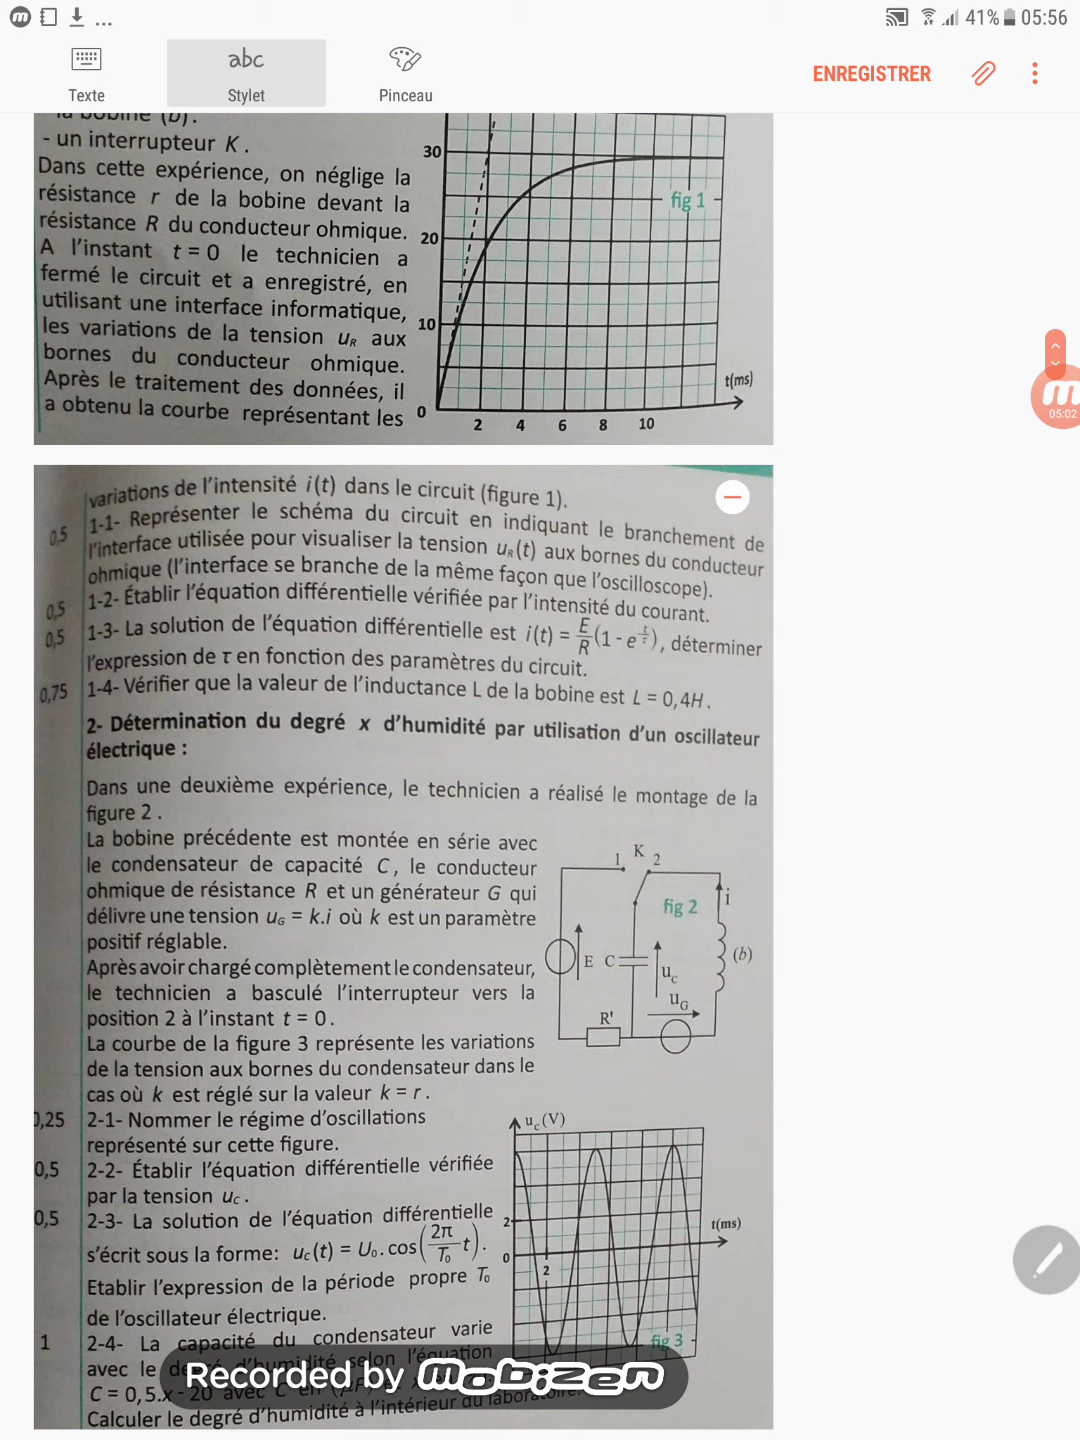 ... 41% 05:56
Texte
abc
Stylet
Pinceau
ENREGISTRER
la bobine (b).
- un interrupteur K.
Dans cette expérience, on néglige la
résistance r de la bobine devant la
résistance R du conducteur ohmique.
A l'instant t = 0 le technicien a
fermé le circuit et a enregistré, en
utilisant une interface informatique,
les variations de la tension uR aux
bornes du conducteur ohmique.
Après le traitement des données, il
a obtenu la courbe représentant les
30
20
10
0
2 4 6 8 10
t(ms)
fig 1
m
05:02
variations de l'intensité i(t) dans le circuit (figure 1).
0,5 1-1- Représenter le schéma du circuit en indiquant le branchement de
l'interface utilisée pour visualiser la tension uR(t) aux bornes du conducteur
ohmique (l'interface se branche de la même façon que l'oscilloscope).
0,5 1-2- Établir l'équation différentielle vérifiée par l'intensité du courant.
0,5 1-3- La solution de l'équation différentielle est i(t) = E/R (1 - e^(-t/τ)), déterminer
l'expression de τ en fonction des paramètres du circuit.
0,75 1-4- Vérifier que la valeur de l'inductance L de la bobine est L = 0,4H.
2- Détermination du degré x d'humidité par utilisation d'un oscillateur
électrique :
Dans une deuxième expérience, le technicien a réalisé le montage de la
figure 2 .
La bobine précédente est montée en série avec
le condensateur de capacité C, le conducteur
ohmique de résistance R et un générateur G qui
délivre une tension uG = k.i où k est un paramètre
positif réglable.
Après avoir chargé complètement le condensateur,
le technicien a basculé l'interrupteur vers la
position 2 à l'instant t = 0.
La courbe de la figure 3 représente les variations
de la tension aux bornes du condensateur dans le
cas où k est réglé sur la valeur k = r.
1 K 2
i
fig 2
(b)
E C
uC
uG
R'
0,25 2-1- Nommer le régime d'oscillations
représenté sur cette figure.
0,5 2-2- Établir l'équation différentielle vérifiée
par la tension uC.
0,5 2-3- La solution de l'équation différentielle
s'écrit sous la forme: uC(t) = U0.cos(2π/T0 t).
Etablir l'expression de la période propre T0
de l'oscillateur électrique.
1 2-4- La capacité du condensateur varie
avec le degré d'humidité selon l'équation
C = 0,5.x - 20 avec C en (μF)
Calculer le degré d'humidité à l'intérieur du laboratoire.
uc(V)
2
0
2
t(ms)
fig 3
Recorded by mobizen